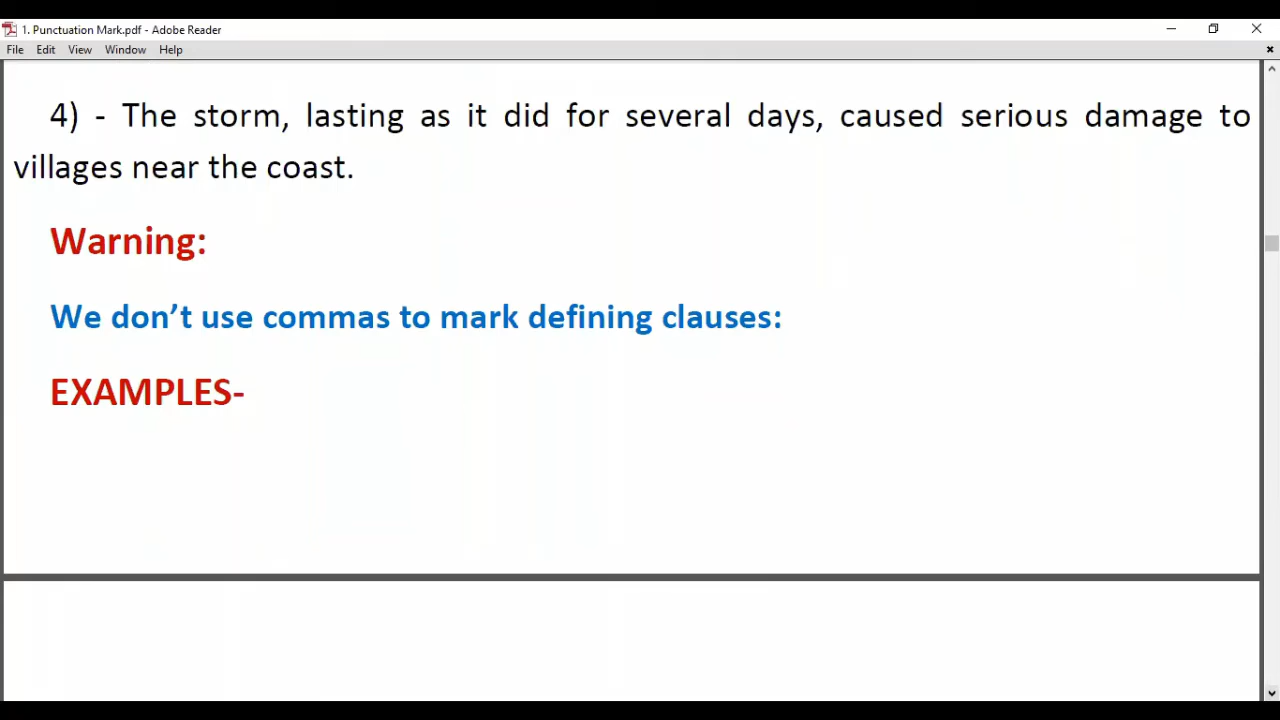 1. Punctuation Mark.pdf - Adobe Reader
File Edit View Window Help
4) - The storm, lasting as it did for several days, caused serious damage to
villages near the coast.
Warning:
We don’t use commas to mark defining clauses:
EXAMPLES-